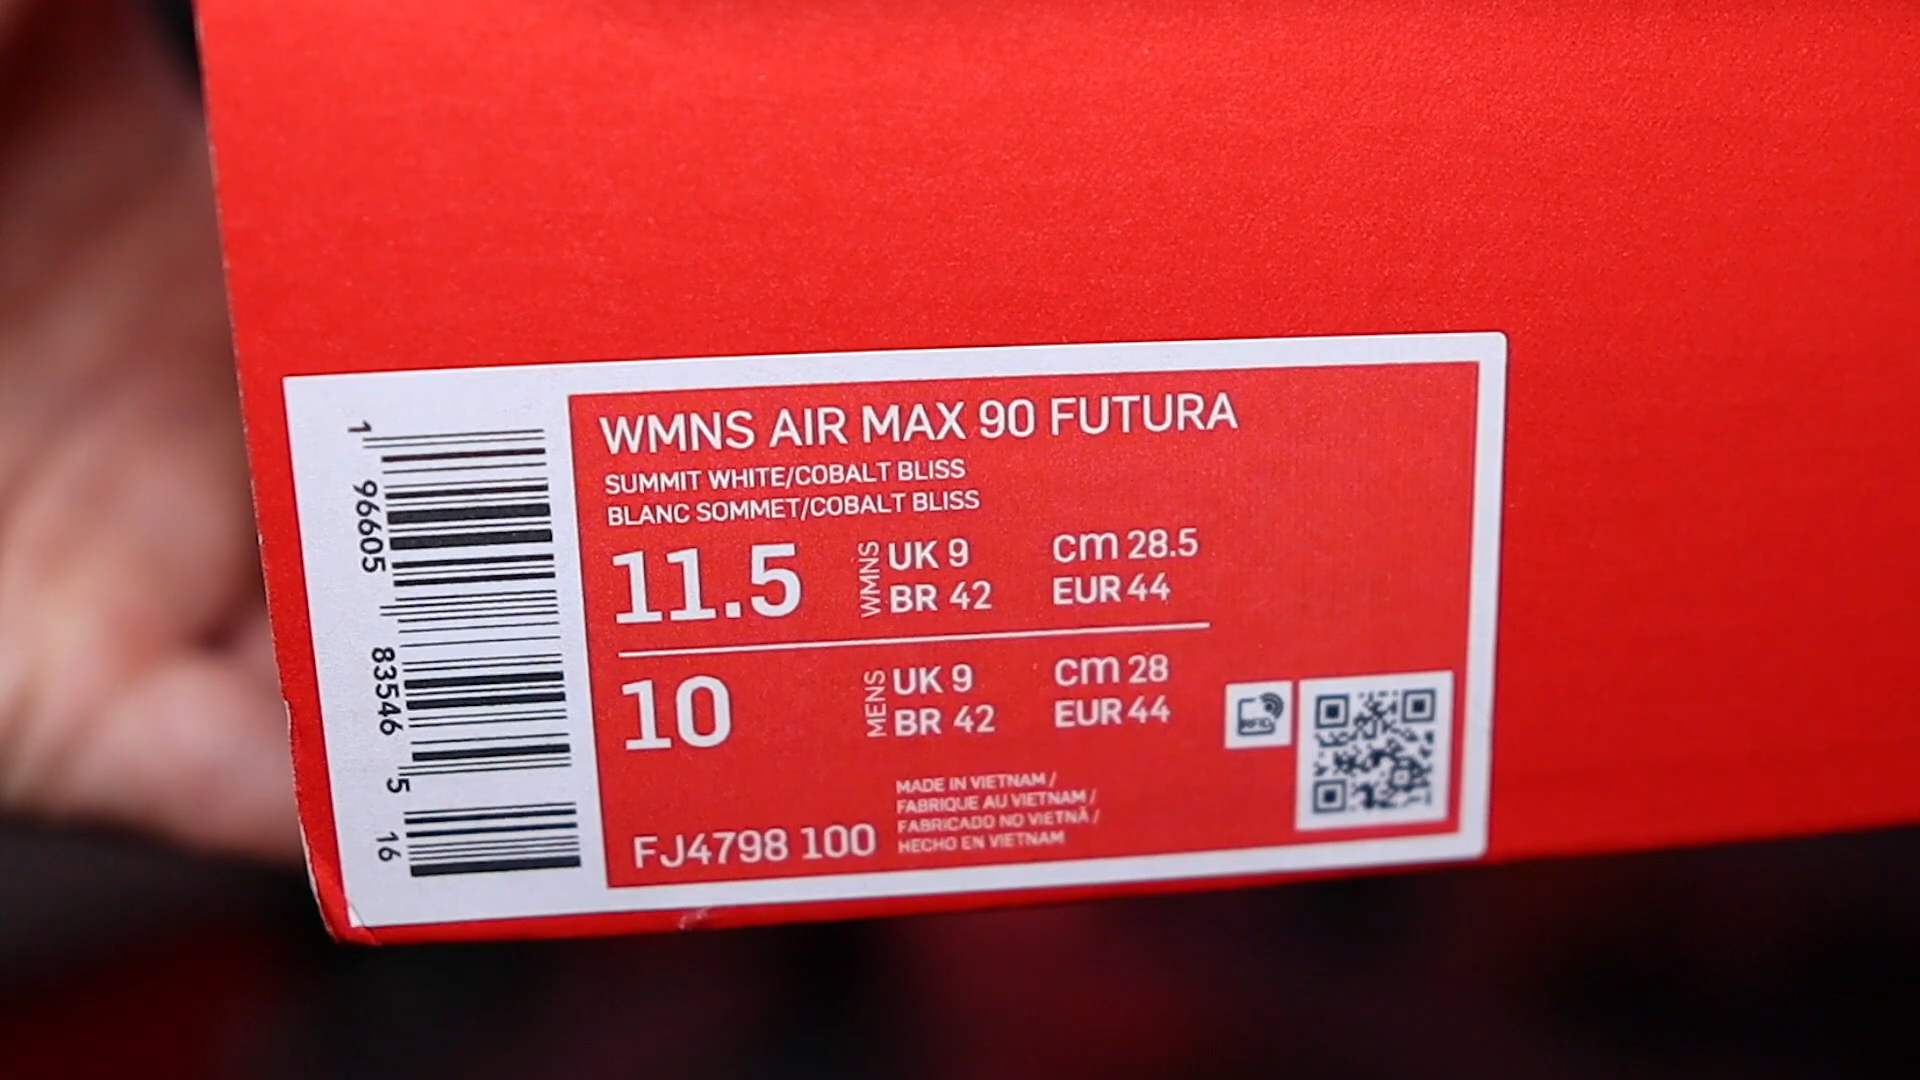 WMNS AIR MAX 90 FUTURA
SUMMIT WHITE/COBALT BLISS
BLANC SOMMET/COBALT BLISS
11.5 WMNS UK 9 cm 28.5
BR 42 EUR 44
10 MENS UK 9 cm 28
BR 42 EUR 44
MADE IN VIETNAM /
FABRIQUE AU VIETNAM /
FABRICADO NO VIETNÃ /
HECHO EN VIETNAM
FJ4798 100
RFID
1 96605 83546 5 16